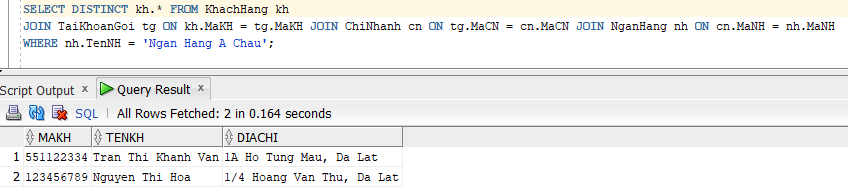 SELECT DISTINCT kh.* FROM KhachHang kh
JOIN TaiKhoanGoi tg ON kh.MaKH = tg.MaKH JOIN ChiNhanh cn ON tg.MaCN = cn.MaCN JOIN NganHang nh ON cn.MaNH = nh.MaNH
WHERE nh.TenNH = 'Ngan Hang A Chau';
Script Output x Query Result x
SQL | All Rows Fetched: 2 in 0.164 seconds
MAKH TENKH DIACHI
1 551122334 Tran Thi Khanh Van 1A Ho Tung Mau, Da Lat
2 123456789 Nguyen Thi Hoa 1/4 Hoang Van Thu, Da Lat